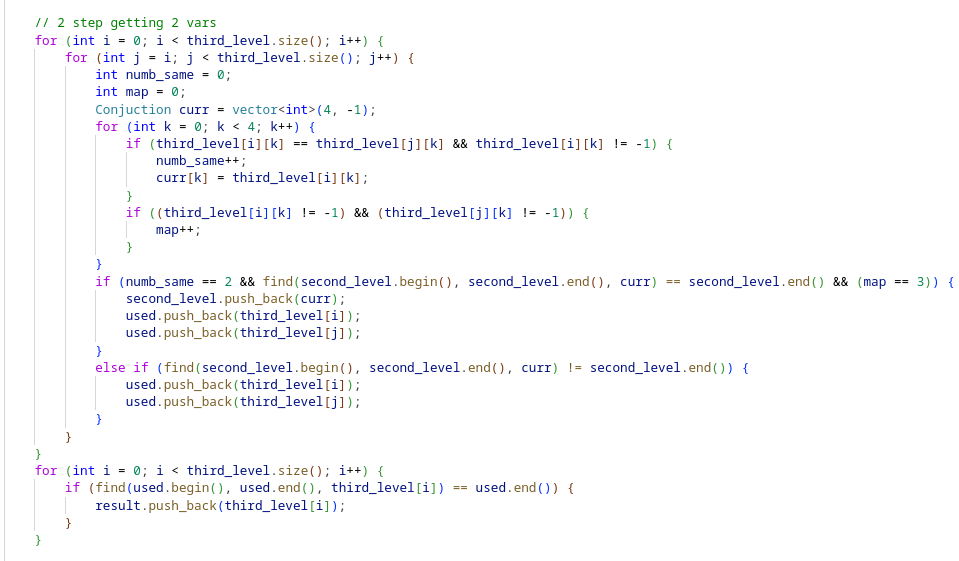 // 2 step getting 2 vars
for (int i = 0; i < third_level.size(); i++) {
for (int j = i; j < third_level.size(); j++) {
int numb_same = 0;
int map = 0;
Conjuction curr = vector<int>(4, -1);
for (int k = 0; k < 4; k++) {
if (third_level[i][k] == third_level[j][k] && third_level[i][k] != -1) {
numb_same++;
curr[k] = third_level[i][k];
}
if ((third_level[i][k] != -1) && (third_level[j][k] != -1)) {
map++;
}
}
if (numb_same == 2 && find(second_level.begin(), second_level.end(), curr) == second_level.end() && (map == 3)) {
second_level.push_back(curr);
used.push_back(third_level[i]);
used.push_back(third_level[j]);
}
else if (find(second_level.begin(), second_level.end(), curr) != second_level.end()) {
used.push_back(third_level[i]);
used.push_back(third_level[j]);
}
}
}
for (int i = 0; i < third_level.size(); i++) {
if (find(used.begin(), used.end(), third_level[i]) == used.end()) {
result.push_back(third_level[i]);
}
}